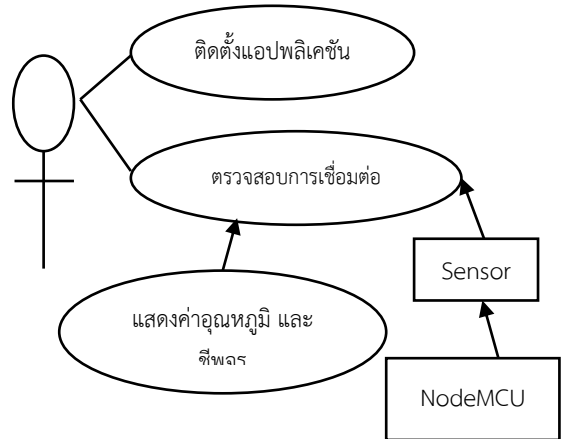 ติดตั้งแอปพลิเคชัน
ตรวจสอบการเชื่อมต่อ
Sensor
แสดงค่าอุณหภูมิ และ
ชีพจร
NodeMCU